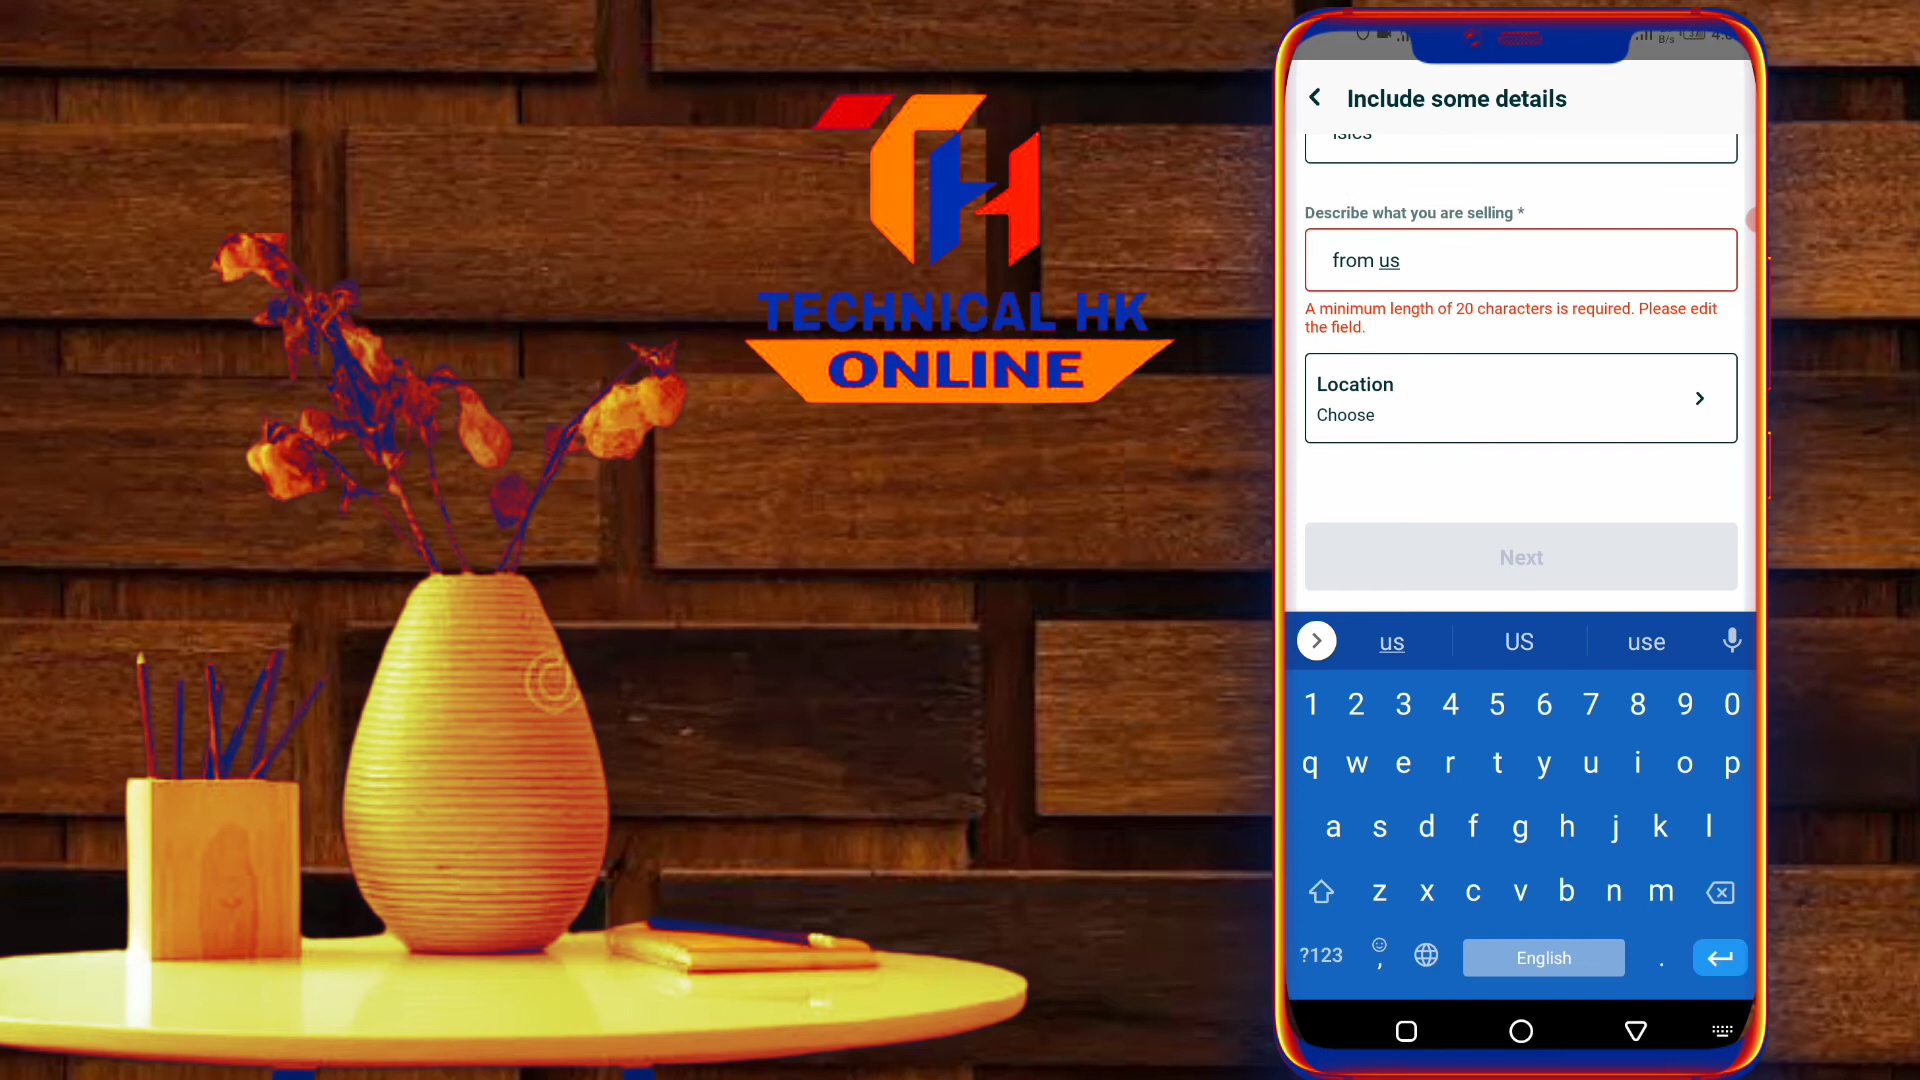 TECHNICAL HK
ONLINE
Include some details
Describe what you are selling *
from us
A minimum length of 20 characters is required. Please edit
the field.
Location
Choose
Next
us US use
1 2 3 4 5 6 7 8 9 0
q w e r t y u i o p
a s d f g h j k l
z x c v b n m
?123 , English .